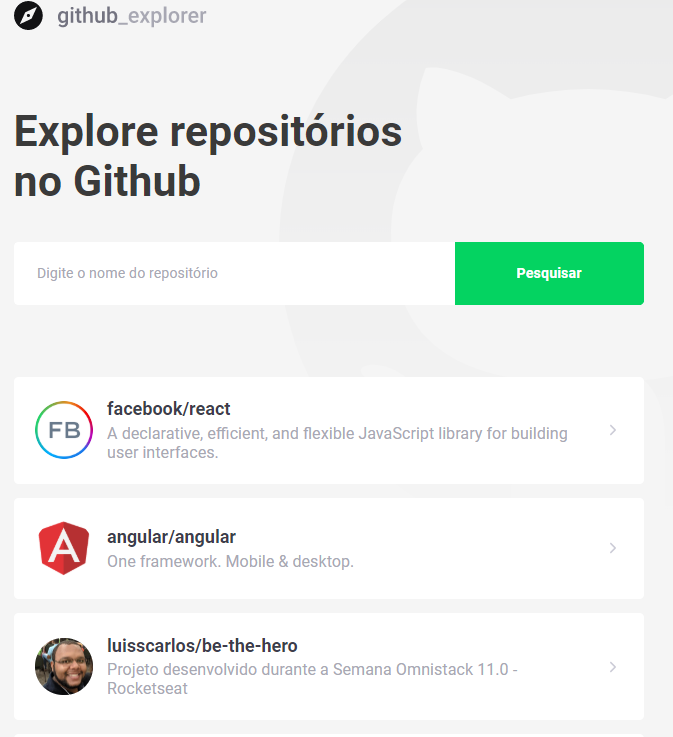 github_explorer
Explore repositórios
no Github
Digite o nome do repositório
Pesquisar
FB
facebook/react
A declarative, efficient, and flexible JavaScript library for building
user interfaces.
A
angular/angular
One framework. Mobile & desktop.
luisscarlos/be-the-hero
Projeto desenvolvido durante a Semana Omnistack 11.0 -
Rocketseat